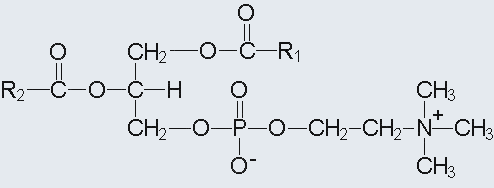 O
O CH₂—O—C—R₁
R₂—C—O—C—H O CH₃
CH₂—O—P—O—CH₂—CH₂—N⁺—CH₃
O⁻ CH₃